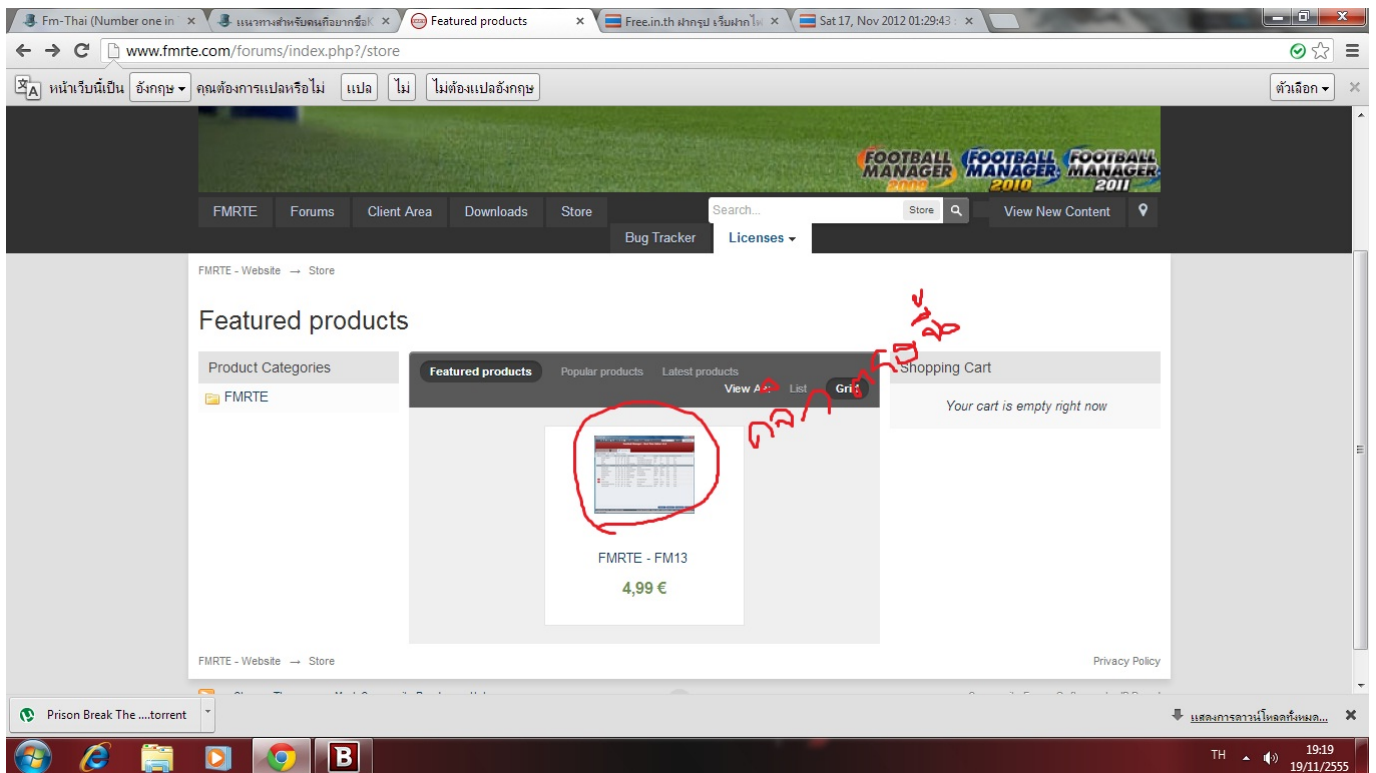 Fm-Thai (Number one in T
แนวทางสำหรับคนที่อยากซื้อK
Featured products
Free.in.th ฝากรูป เว็บฝากไฟ
Sat 17, Nov 2012 01:29:43 :
www.fmrte.com/forums/index.php?/store
หน้าเว็บนี้เป็น อังกฤษ คุณต้องการแปลหรือไม่ แปล ไม่ ไม่ต้องแปลอังกฤษ ตัวเลือก
FOOTBALL MANAGER 2009
FOOTBALL MANAGER 2010
FOOTBALL MANAGER 2011
FMRTE Forums Client Area Downloads Store Search... Store View New Content
Bug Tracker Licenses
FMRTE - Website → Store
Featured products
Product Categories
FMRTE
Featured products Popular products Latest products
View As: List Grid
Shopping Cart
Your cart is empty right now
FMRTE - FM13
4,99 €
FMRTE - Website → Store Privacy Policy
Prison Break The ....torrent แสดงการดาวน์โหลดทั้งหมด...
TH 19:19
19/11/2555